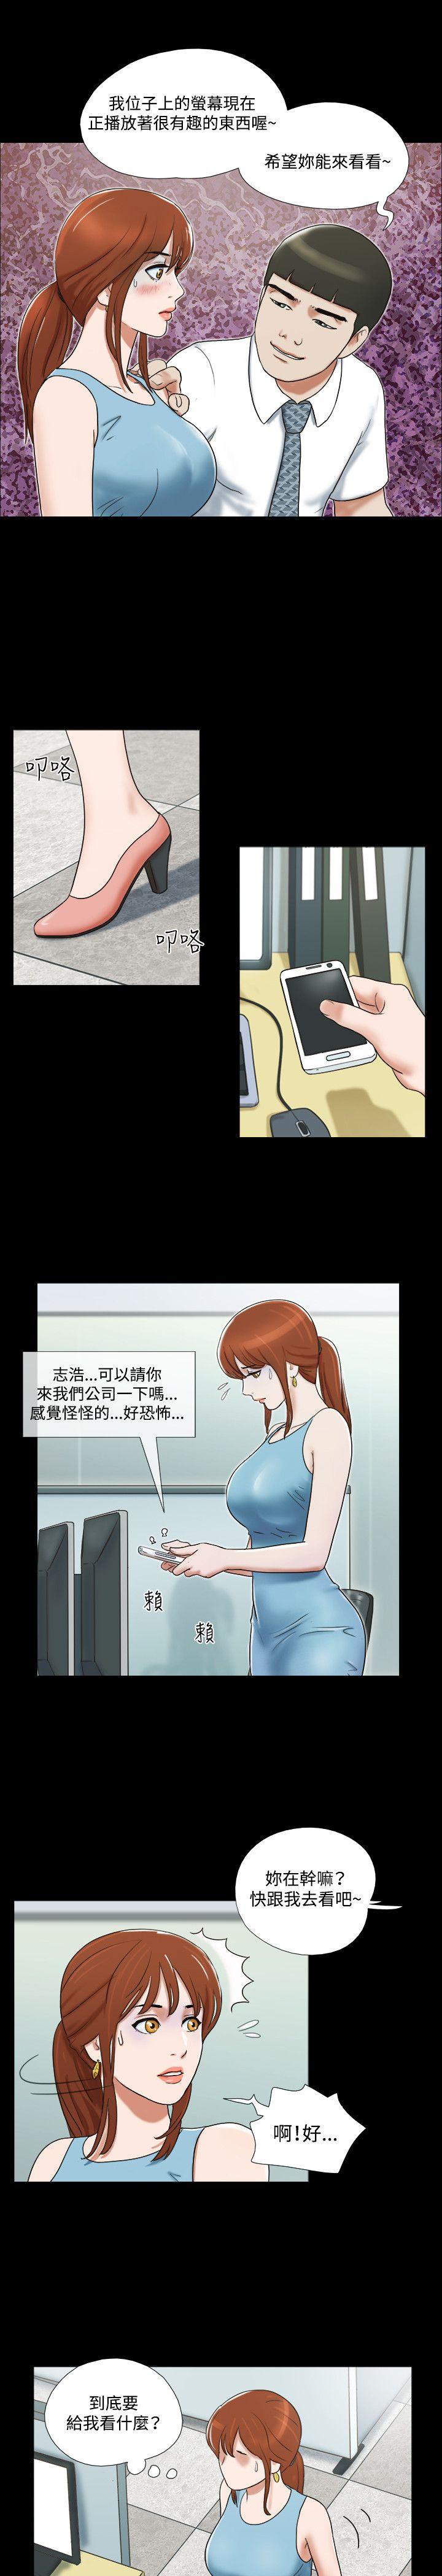 我位子上的螢幕現在
正播放著很有趣的東西喔~
希望妳能來看看~
叩咯
叩咯
志浩...可以請你
來我們公司一下嗎...
感覺怪怪的...好恐怖...
賴
賴
妳在幹嘛?
快跟我去看吧~
啊!好...
到底要
給我看什麼?